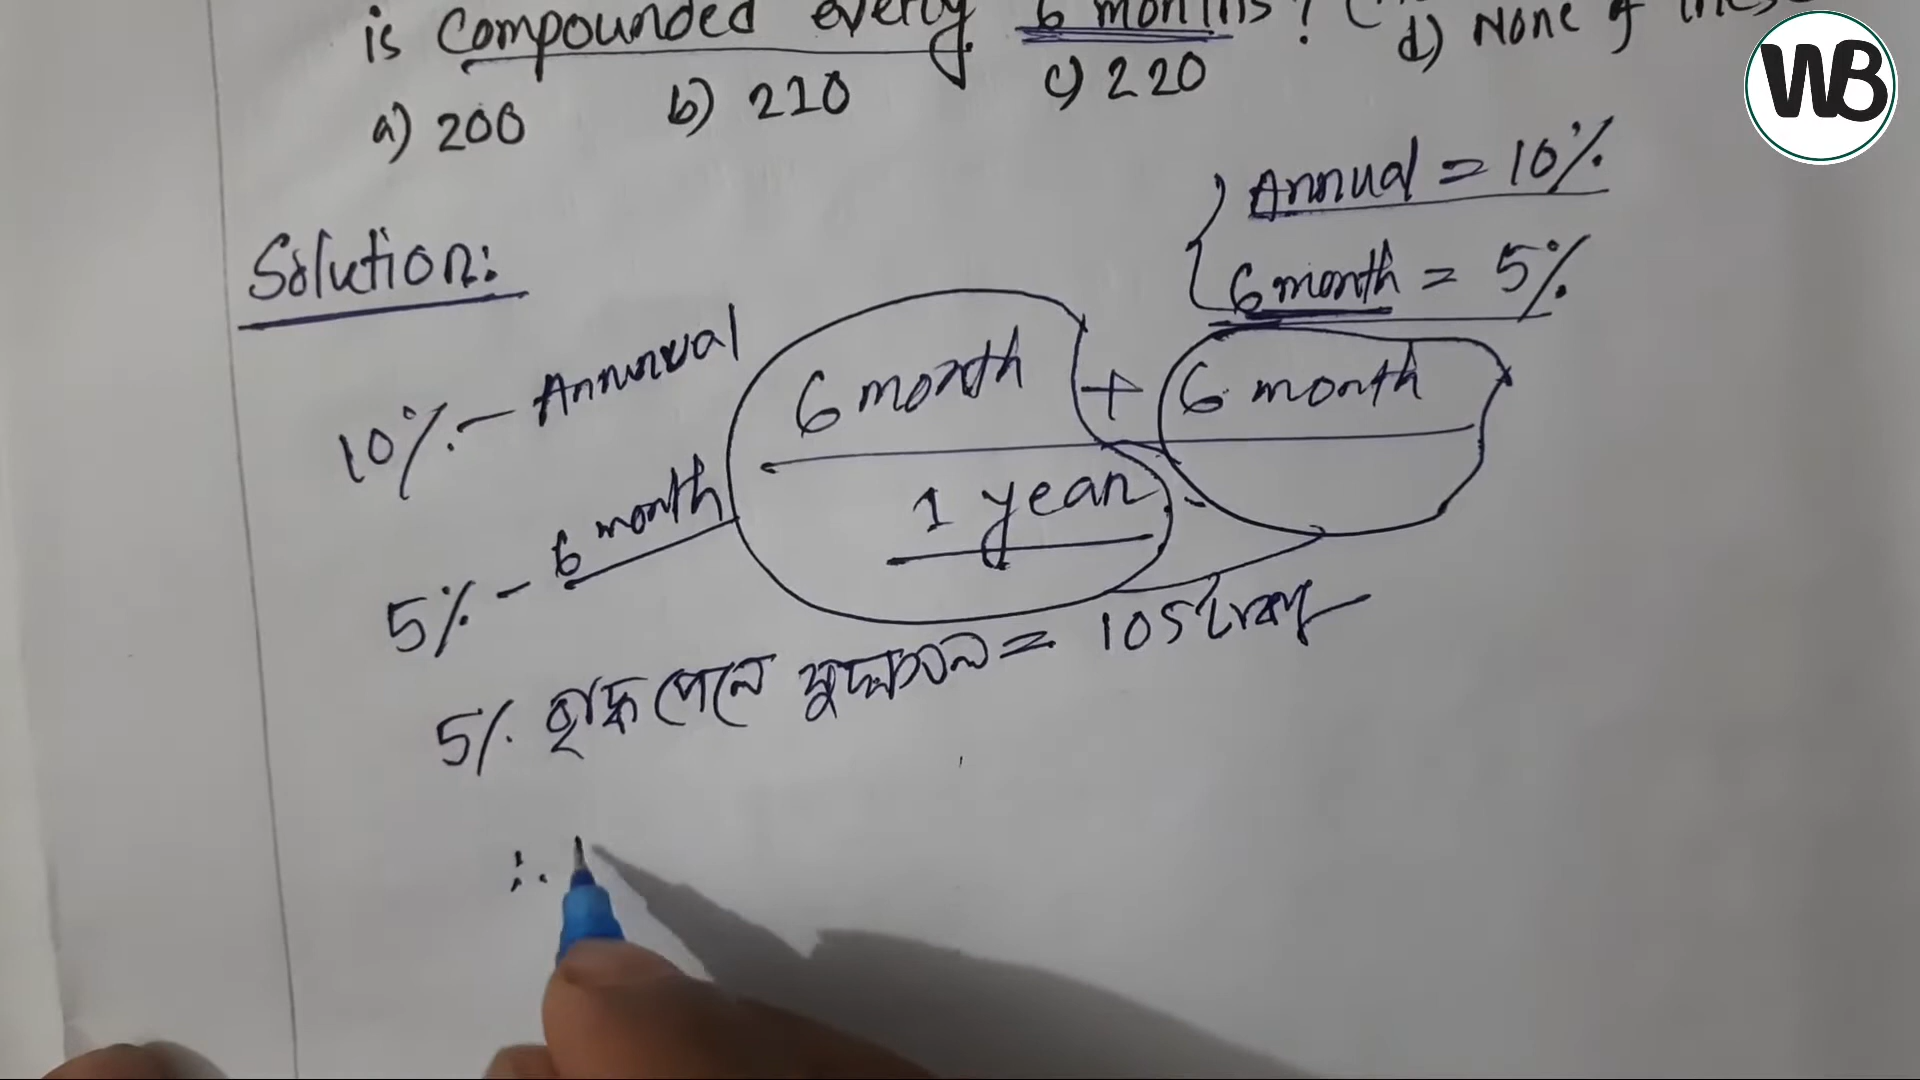 is compounded every 6 months?
d) None of
a) 200 b) 210 c) 220
WB
Annual = 10%
6 month = 5%
Solution:
10% - Annual
6 month + 6 month
1 year
5% - 6 month
5% বৃদ্ধি পেলে মুদ্দাসল = 105 টাকা
∴